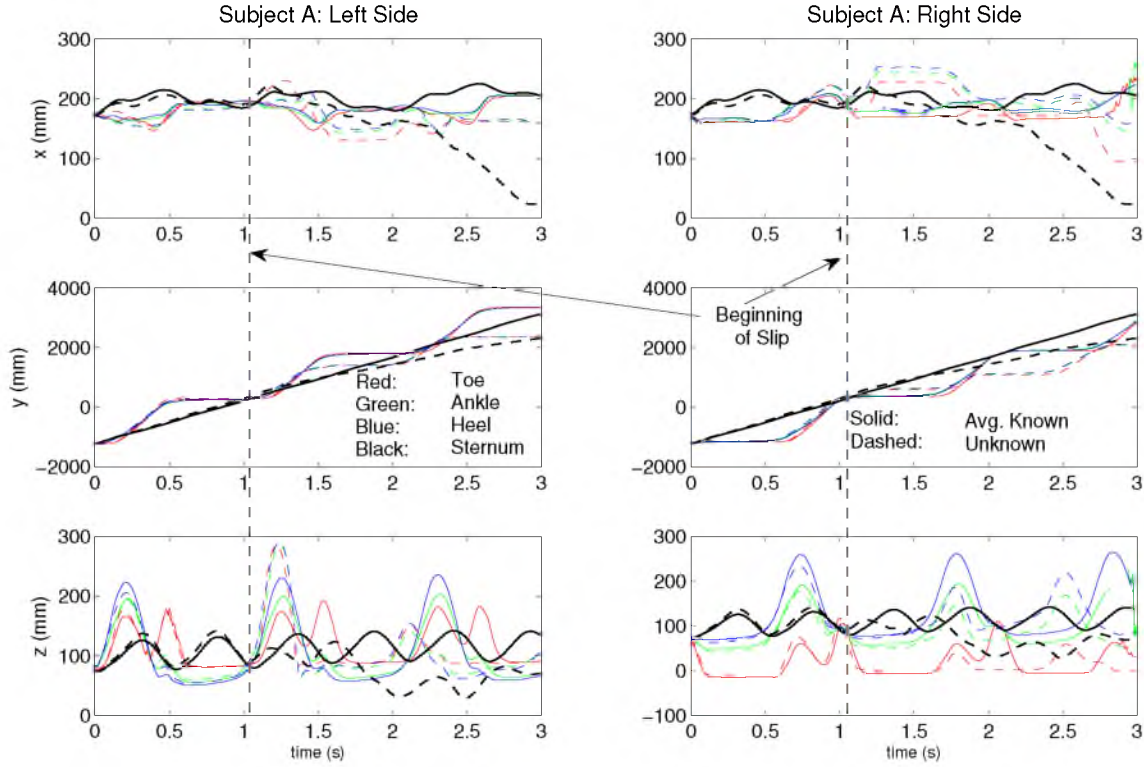 Subject A: Left Side
Subject A: Right Side
300
200
100
0
x (mm)
0 0.5 1 1.5 2 2.5 3
300
200
100
0
x (mm)
0 0.5 1 1.5 2 2.5 3
4000
2000
0
−2000
y (mm)
Red: Toe
Green: Ankle
Blue: Heel
Black: Sternum
0 0.5 1 1.5 2 2.5 3
Beginning
of Slip
4000
2000
0
−2000
y (mm)
Solid: Avg. Known
Dashed: Unknown
0 0.5 1 1.5 2 2.5 3
300
200
100
0
z (mm)
0 0.5 1 1.5 2 2.5 3
time (s)
300
200
100
0
−100
z (mm)
0 0.5 1 1.5 2 2.5 3
time (s)